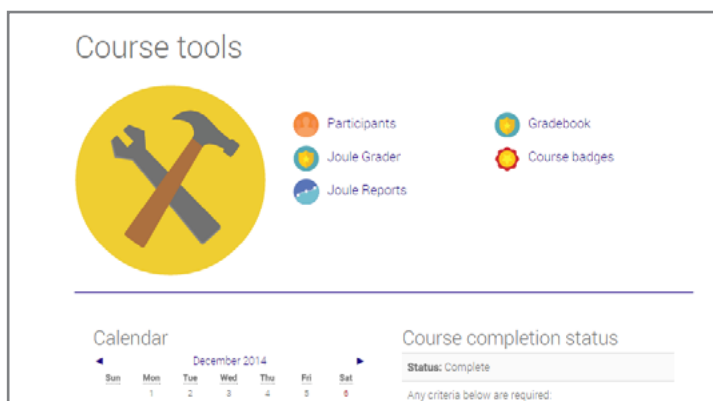 Course tools
Participants
Gradebook
Joule Grader
Course badges
Joule Reports
Calendar
Course completion status
December 2014
Status: Complete
Sun Mon Tue Wed Thu Fri Sat
1 2 3 4 5 6
Any criteria below are required: